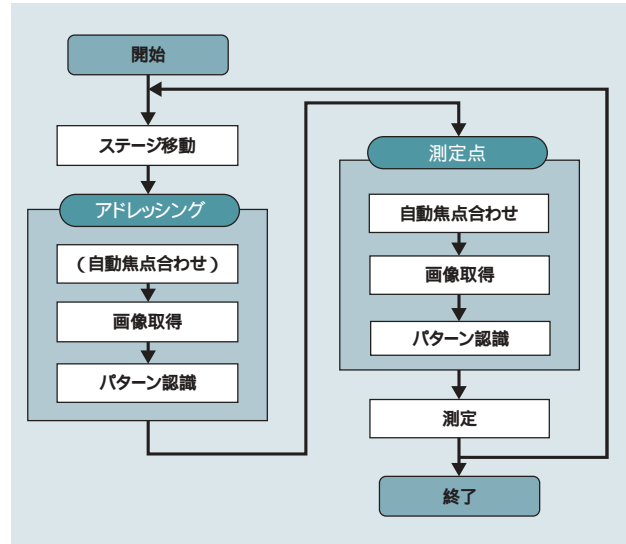 開始
ステージ移動
アドレッシング
(自動焦点合わせ)
画像取得
パターン認識
測定点
自動焦点合わせ
画像取得
パターン認識
測定
終了